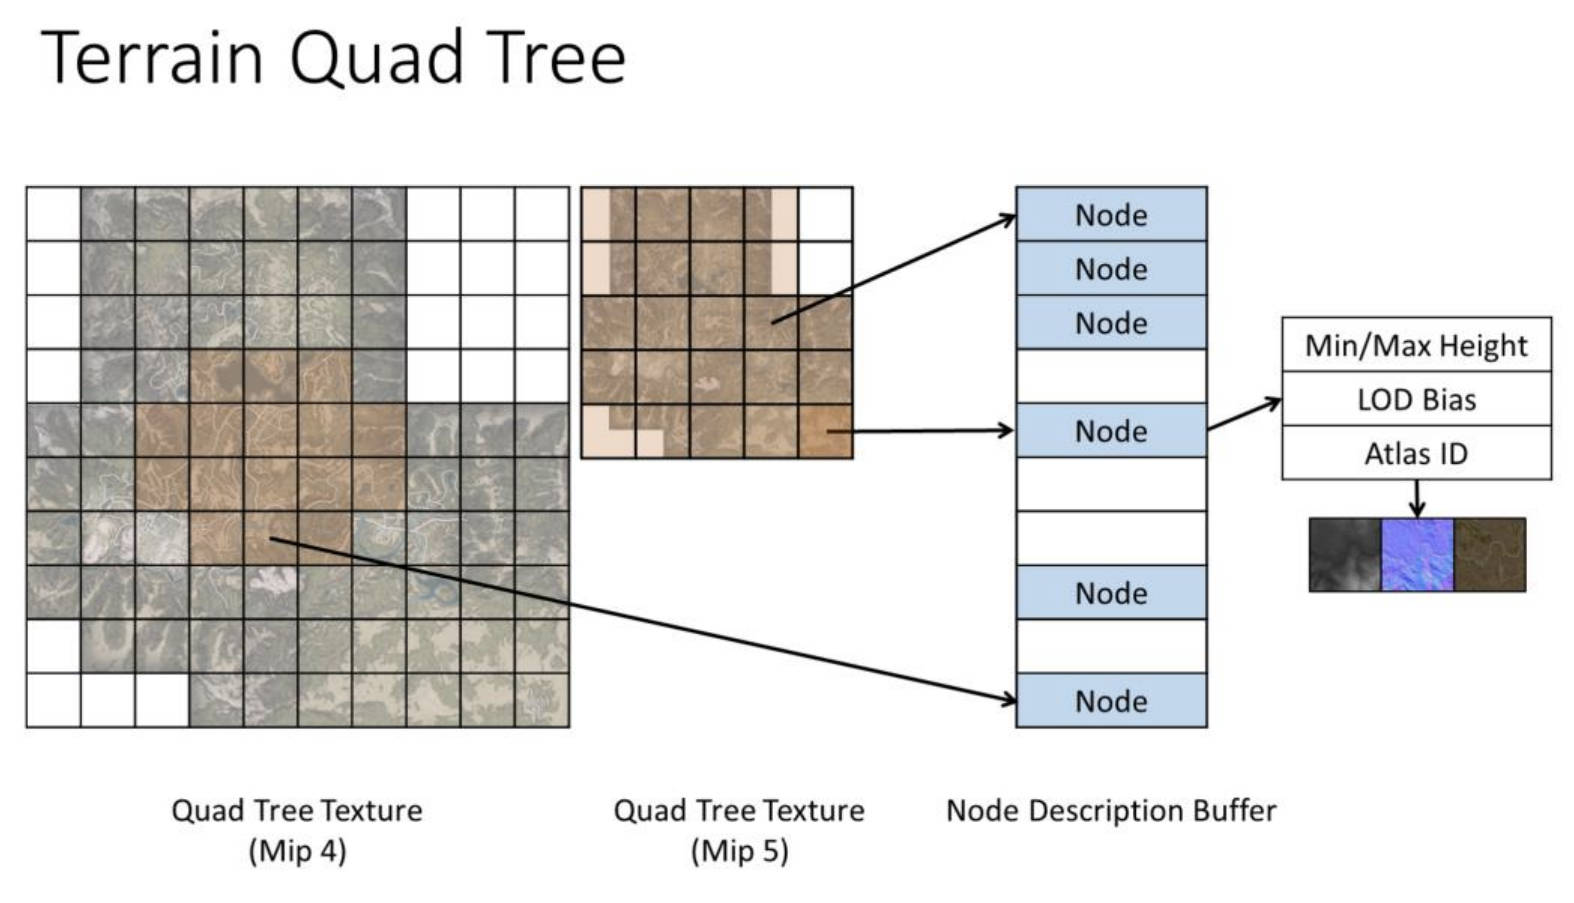 Terrain Quad Tree
Node
Node
Node
Node
Node
Node
Min/Max Height
LOD Bias
Atlas ID
Quad Tree Texture
(Mip 4)
Quad Tree Texture
(Mip 5)
Node Description Buffer